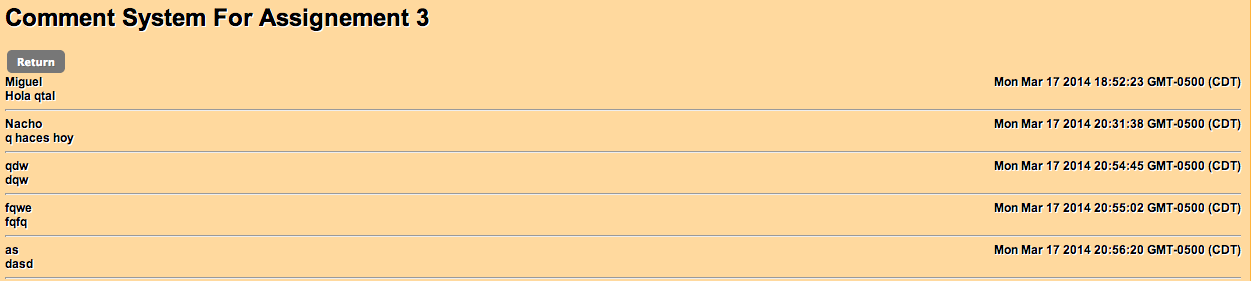 Comment System For Assignement 3
Return
Miguel Mon Mar 17 2014 18:52:23 GMT-0500 (CDT)
Hola qtal
Nacho Mon Mar 17 2014 20:31:38 GMT-0500 (CDT)
q haces hoy
qdw Mon Mar 17 2014 20:54:45 GMT-0500 (CDT)
dqw
fqwe Mon Mar 17 2014 20:55:02 GMT-0500 (CDT)
fqfq
as Mon Mar 17 2014 20:56:20 GMT-0500 (CDT)
dasd